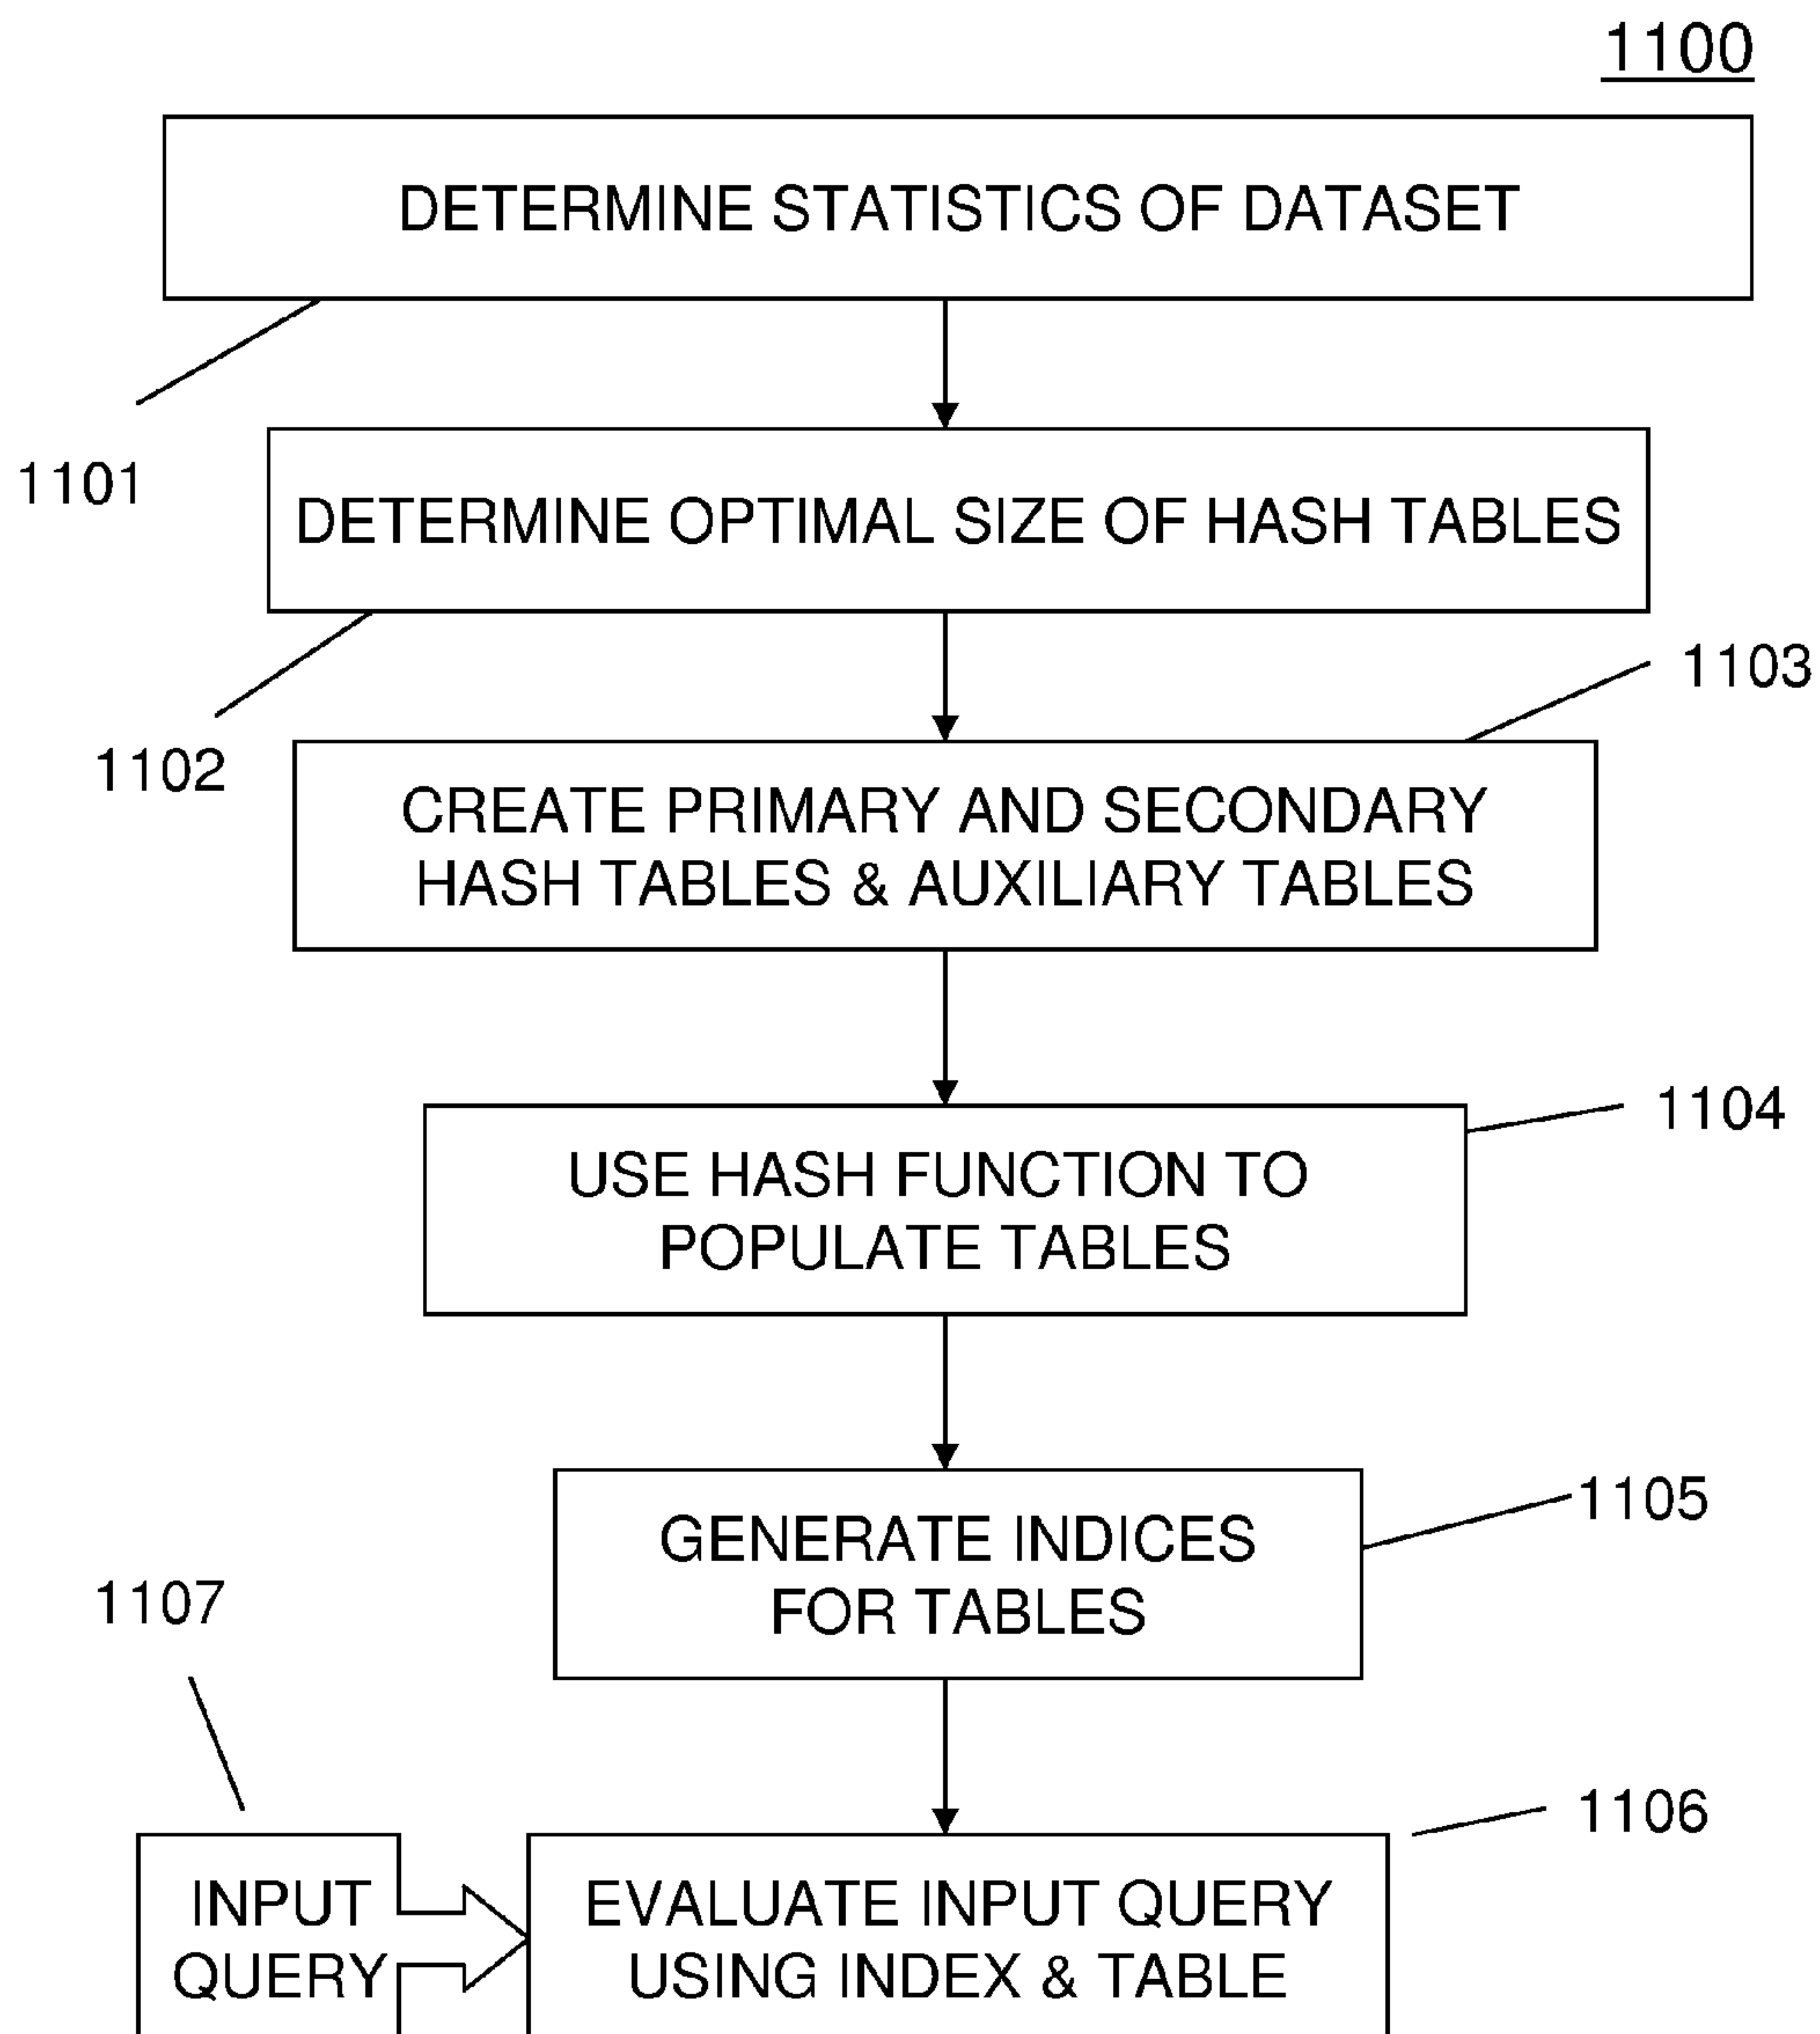 1100
DETERMINE STATISTICS OF DATASET
1101
DETERMINE OPTIMAL SIZE OF HASH TABLES
1102
1103
CREATE PRIMARY AND SECONDARY
HASH TABLES & AUXILIARY TABLES
1104
USE HASH FUNCTION TO
POPULATE TABLES
1105
GENERATE INDICES
FOR TABLES
1107
1106
INPUT
QUERY
EVALUATE INPUT QUERY
USING INDEX & TABLE